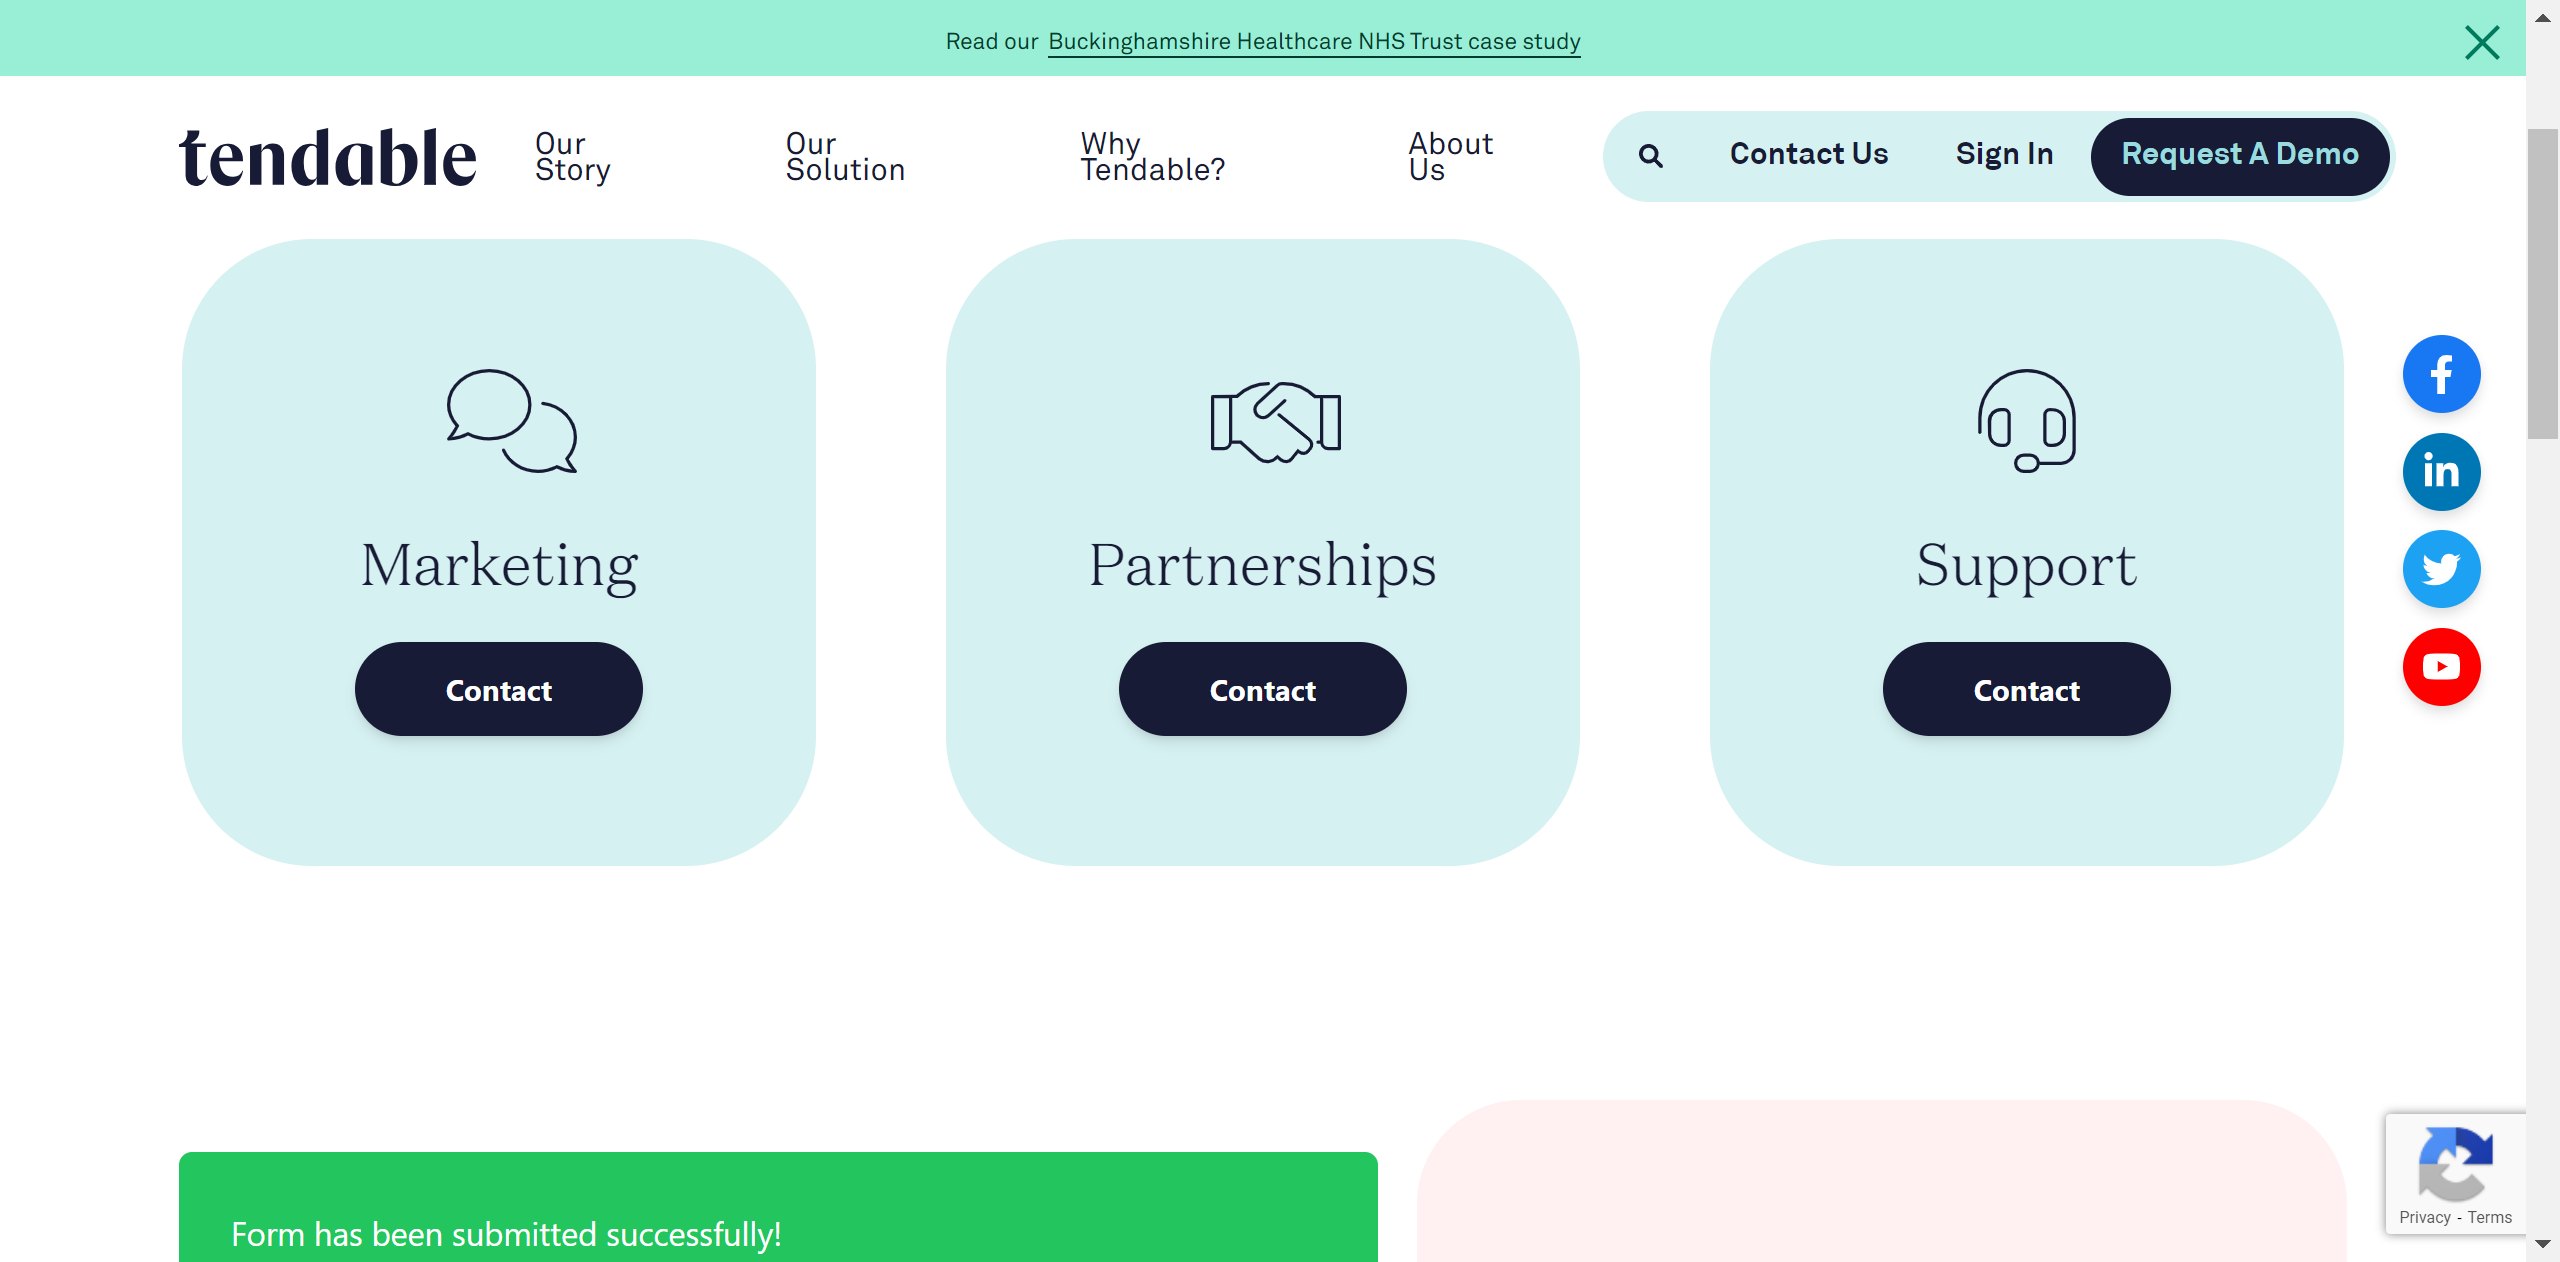 Read our Buckinghamshire Healthcare NHS Trust case study
tendable
Our Story
Our Solution
Why Tendable?
About Us
Contact Us
Sign In
Request A Demo
Marketing
Contact
Partnerships
Contact
Support
Contact
Form has been submitted successfully!
Privacy - Terms